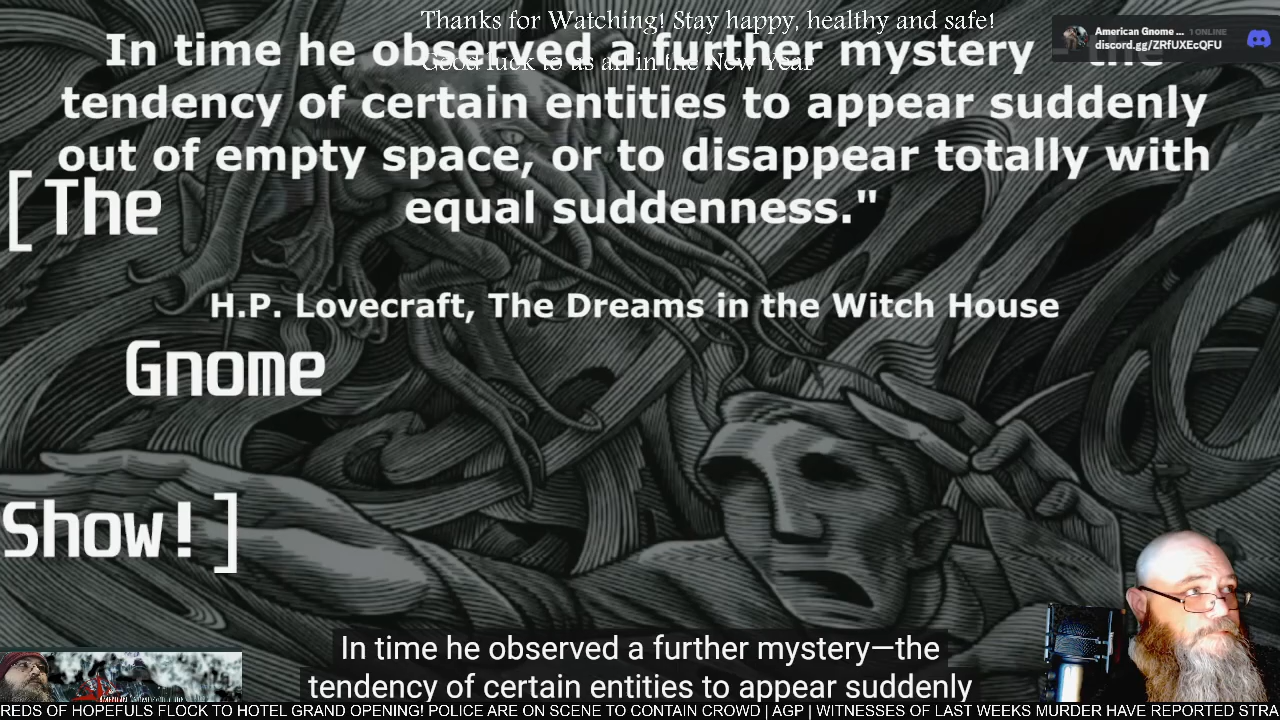 Thanks for Watching! Stay happy, healthy and safe!
Good luck to us all in the New Year
American Gnome ... 1 ONLINE
discord.gg/ZRfUXEcQFU
In time he observed a further mystery—the
tendency of certain entities to appear suddenly
out of empty space, or to disappear totally with
equal suddenness."
H.P. Lovecraft, The Dreams in the Witch House
[The
Gnome
Show!]
In time he observed a further mystery—the
tendency of certain entities to appear suddenly
REDS OF HOPEFULS FLOCK TO HOTEL GRAND OPENING! POLICE ARE ON SCENE TO CONTAIN CROWD | AGP | WITNESSES OF LAST WEEKS MURDER HAVE REPORTED STRA